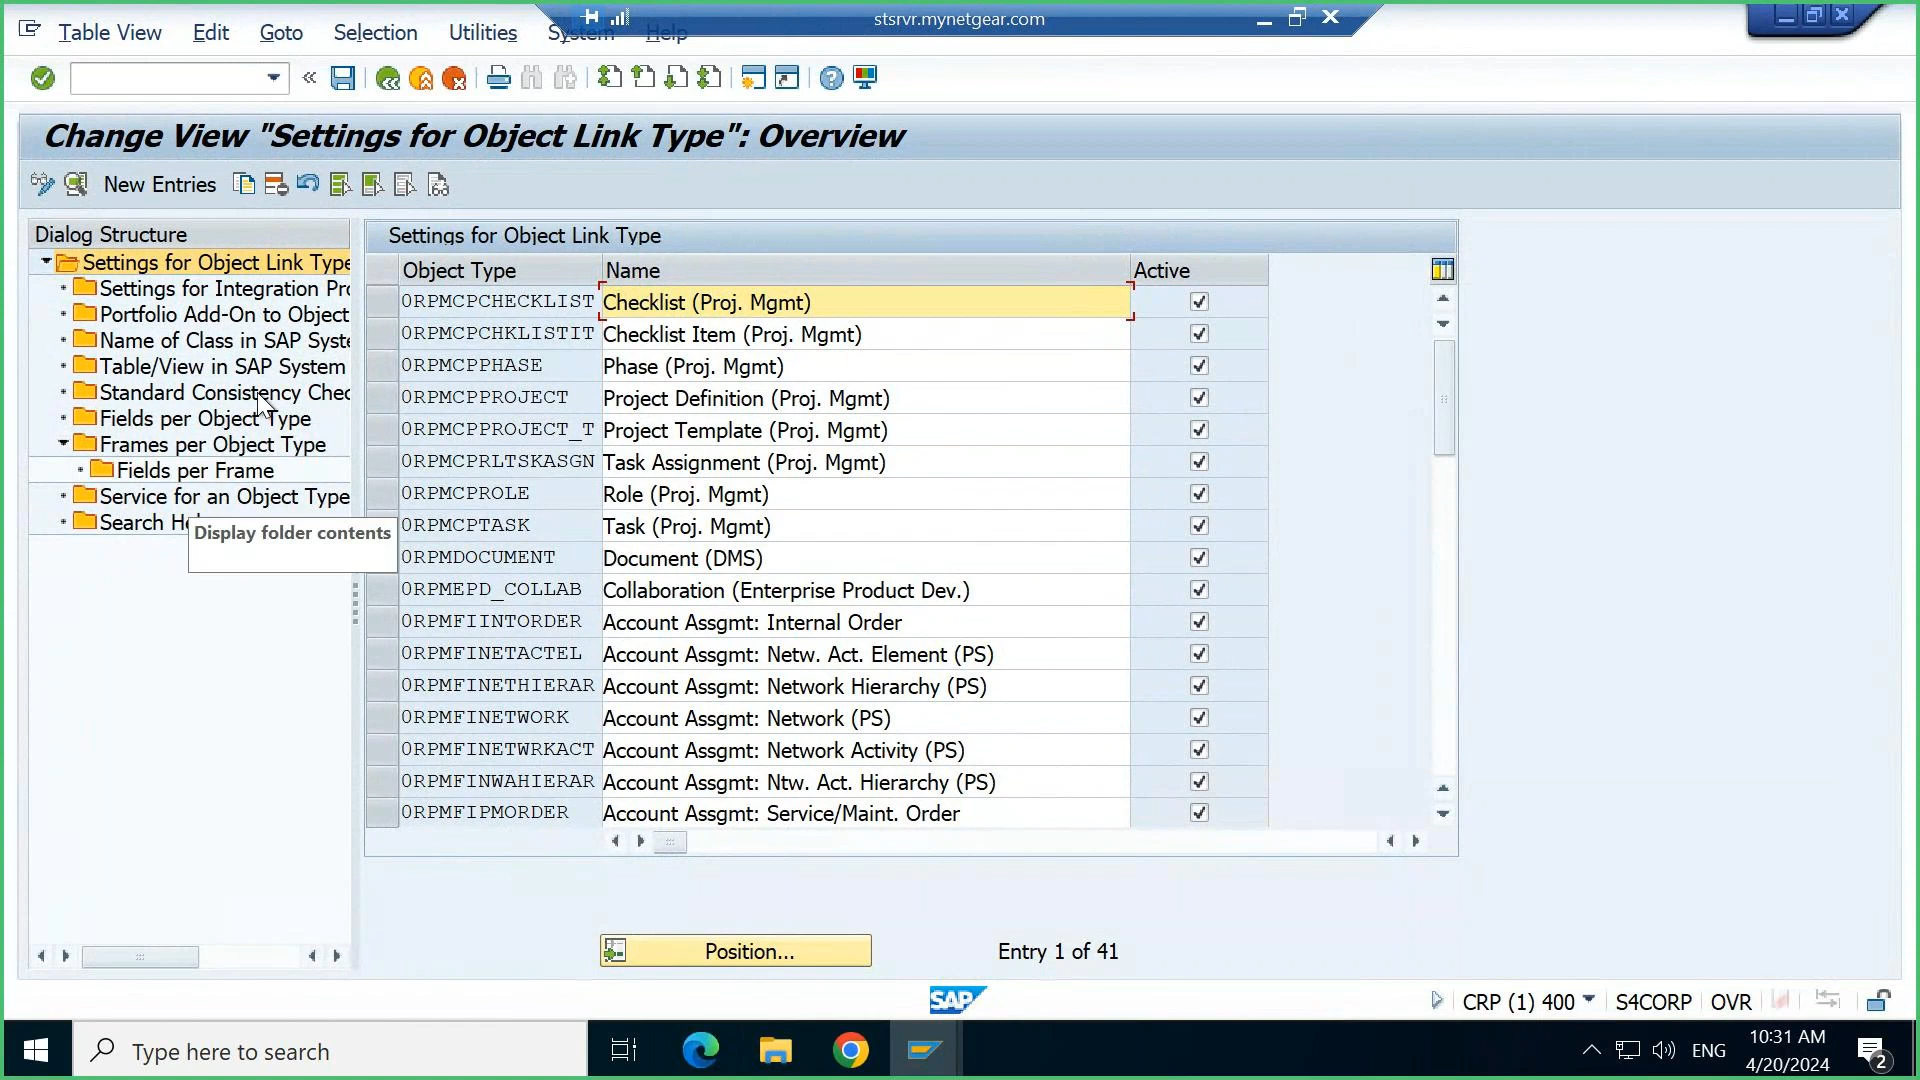 stsrvr.mynetgear.com
Table View Edit Goto Selection Utilities System Help
Change View "Settings for Object Link Type": Overview
New Entries
Dialog Structure
Settings for Object Link Type
Settings for Integration Pro
Portfolio Add-On to Object
Name of Class in SAP Syste
Table/View in SAP System
Standard Consistency Chec
Fields per Object Type
Frames per Object Type
Fields per Frame
Service for an Object Type
Search He
Display folder contents
Settings for Object Link Type
Object Type Name Active
0RPMCPCHECKLIST Checklist (Proj. Mgmt)
0RPMCPCHKLISTIT Checklist Item (Proj. Mgmt)
0RPMCPPHASE Phase (Proj. Mgmt)
0RPMCPPROJECT Project Definition (Proj. Mgmt)
0RPMCPPROJECT_T Project Template (Proj. Mgmt)
0RPMCPRLTSKASGN Task Assignment (Proj. Mgmt)
0RPMCPROLE Role (Proj. Mgmt)
0RPMCPTASK Task (Proj. Mgmt)
0RPMDOCUMENT Document (DMS)
0RPMEPD_COLLAB Collaboration (Enterprise Product Dev.)
0RPMFIINTORDER Account Assgmt: Internal Order
0RPMFINETACTEL Account Assgmt: Netw. Act. Element (PS)
0RPMFINETHIERAR Account Assgmt: Network Hierarchy (PS)
0RPMFINETWORK Account Assgmt: Network (PS)
0RPMFINETWRKACT Account Assgmt: Network Activity (PS)
0RPMFINWAHIERAR Account Assgmt: Ntw. Act. Hierarchy (PS)
0RPMFIPMORDER Account Assgmt: Service/Maint. Order
Position... Entry 1 of 41
SAP
CRP (1) 400 S4CORP OVR
Type here to search
ENG
10:31 AM
4/20/2024
2